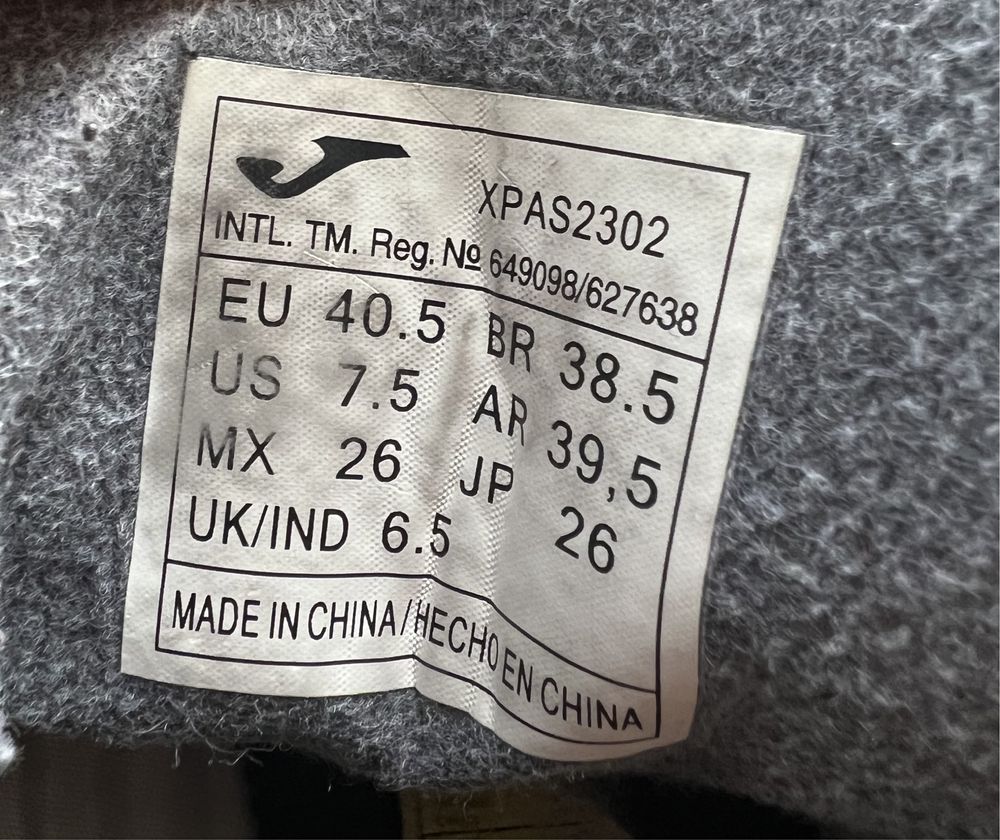 XPAS2302
INTL. TM. Reg. Nº 649098/627638
EU 40.5 BR 38.5
US 7.5 AR 39,5
MX 26 JP 26
UK/IND 6.5
MADE IN CHINA/HECHO EN CHINA